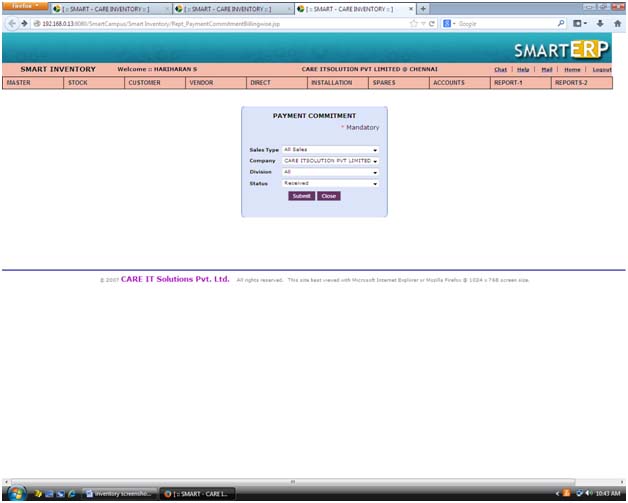 Firefox
[ :: SMART - CARE INVENTORY :: ] × [ :: SMART - CARE INVENTORY :: ] × [ :: SMART - CARE INVENTORY :: ] × +
192.168.0.13:8080/SmartCampus/Smart Inventory/Rept_PaymentCommitmentBillingwise.jsp Google
SMARTERP
SMART INVENTORY Welcome :: HARIHARAN S CARE ITSOLUTION PVT LIMITED @ CHENNAI Chat | Help | Mail | Home | Logout
MASTER STOCK CUSTOMER VENDOR DIRECT INSTALLATION SPARES ACCOUNTS REPORT-1 REPORTS-2
PAYMENT COMMITMENT
* Mandatory
Sales Type All Sales
Company CARE ITSOLUTION PVT LIMITED
Division All
Status Received
Submit Close
© 2007 CARE IT Solutions Pvt. Ltd. All rights reserved. This site best viewed with Microsoft Internet Explorer or Mozilla Firefox @ 1024 x 768 screen size.
inventory screensho... [ :: SMART - CARE I... 10:43 AM